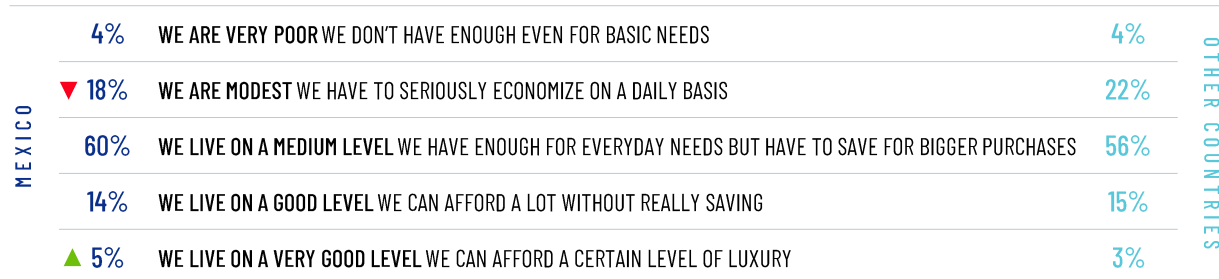 MEXICO
4% WE ARE VERY POOR WE DON'T HAVE ENOUGH EVEN FOR BASIC NEEDS 4%
18% WE ARE MODEST WE HAVE TO SERIOUSLY ECONOMIZE ON A DAILY BASIS 22%
60% WE LIVE ON A MEDIUM LEVEL WE HAVE ENOUGH FOR EVERYDAY NEEDS BUT HAVE TO SAVE FOR BIGGER PURCHASES 56%
14% WE LIVE ON A GOOD LEVEL WE CAN AFFORD A LOT WITHOUT REALLY SAVING 15%
5% WE LIVE ON A VERY GOOD LEVEL WE CAN AFFORD A CERTAIN LEVEL OF LUXURY 3%
OTHER COUNTRIES